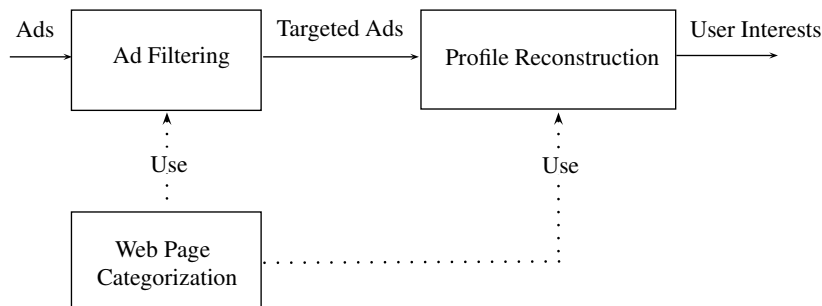 Ads
Ad Filtering
Targeted Ads
Profile Reconstruction
User Interests
Use
Use
Web Page
Categorization